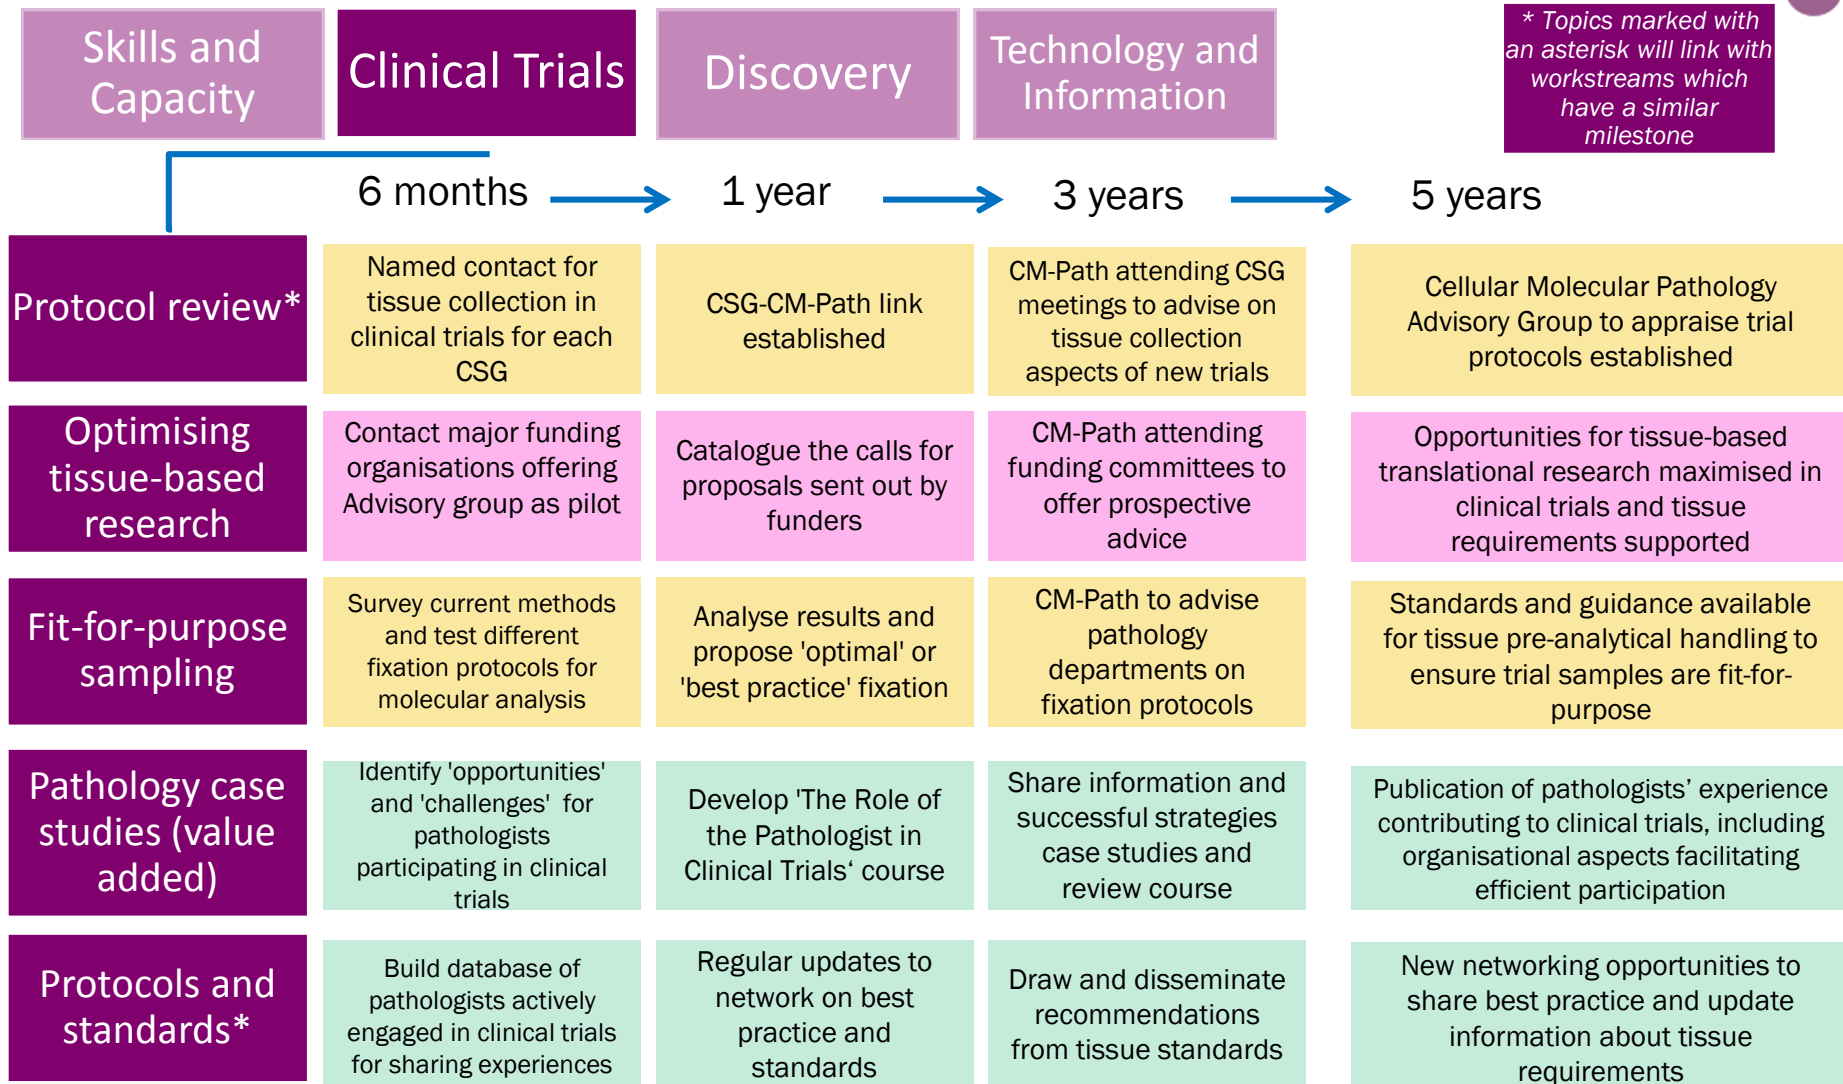 Skills and
Capacity
Clinical Trials
Discovery
Technology and
Information
* Topics marked with
an asterisk will link with
workstreams which
have a similar
milestone
6 months
1 year
3 years
5 years
Protocol review*
Named contact for
tissue collection in
clinical trials for each
CSG
CSG-CM-Path link
established
CM-Path attending CSG
meetings to advise on
tissue collection
aspects of new trials
Cellular Molecular Pathology
Advisory Group to appraise trial
protocols established
Optimising
tissue-based
research
Contact major funding
organisations offering
Advisory group as pilot
Catalogue the calls for
proposals sent out by
funders
CM-Path attending
funding committees to
offer prospective
advice
Opportunities for tissue-based
translational research maximised in
clinical trials and tissue
requirements supported
Fit-for-purpose
sampling
Survey current methods
and test different
fixation protocols for
molecular analysis
Analyse results and
propose 'optimal' or
'best practice' fixation
CM-Path to advise
pathology
departments on
fixation protocols
Standards and guidance available
for tissue pre-analytical handling to
ensure trial samples are fit-for-
purpose
Pathology case
studies (value
added)
Identify 'opportunities'
and 'challenges' for
pathologists
participating in clinical
trials
Develop 'The Role of
the Pathologist in
Clinical Trials‘ course
Share information and
successful strategies
case studies and
review course
Publication of pathologists’ experience
contributing to clinical trials, including
organisational aspects facilitating
efficient participation
Protocols and
standards*
Build database of
pathologists actively
engaged in clinical trials
for sharing experiences
Regular updates to
network on best
practice and
standards
Draw and disseminate
recommendations
from tissue standards
New networking opportunities to
share best practice and update
information about tissue
requirements